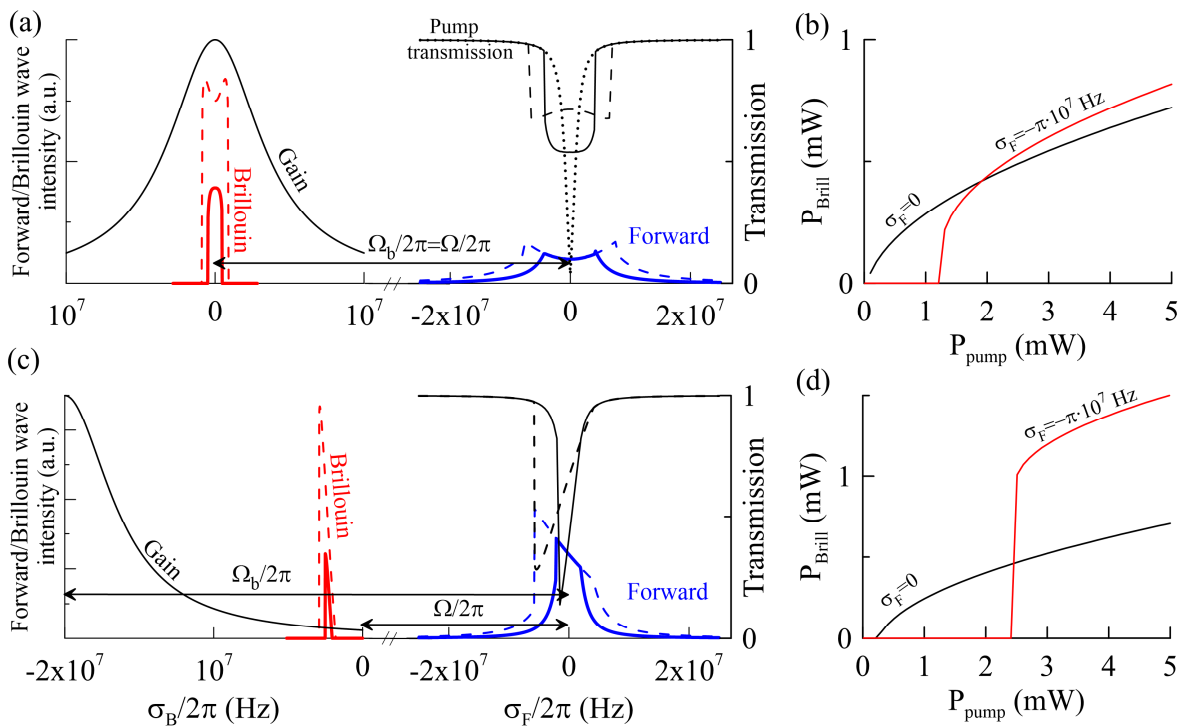 (a)
Forward/Brillouin wave
intensity (a.u.)
Gain
Brillouin
Pump
transmission
Ω_b/2π=Ω/2π
Forward
1
0
Transmission
10^7
0
10^7
-2x10^7
0
2x10^7
(b)
P_Brill (mW)
1
0
σ_F=-π·10^7 Hz
σ_F=0
0
1
2
3
4
5
P_pump (mW)
(c)
Forward/Brillouin wave
intensity (a.u.)
Gain
Brillouin
Ω_b/2π
Ω/2π
Forward
1
0
Transmission
-2x10^7
10^7
0
-2x10^7
0
2x10^7
σ_B/2π (Hz)
σ_F/2π (Hz)
(d)
P_Brill (mW)
1
0
σ_F=-π·10^7 Hz
σ_F=0
0
1
2
3
4
5
P_pump (mW)